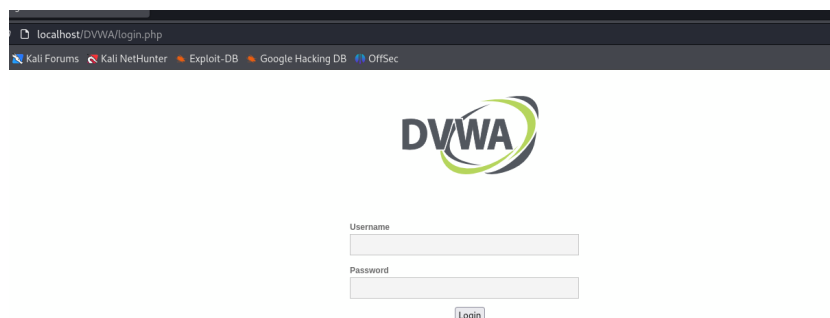 localhost/DVWA/login.php
Kali Forums Kali NetHunter Exploit-DB Google Hacking DB OffSec
DVWA
Username
Password
Login